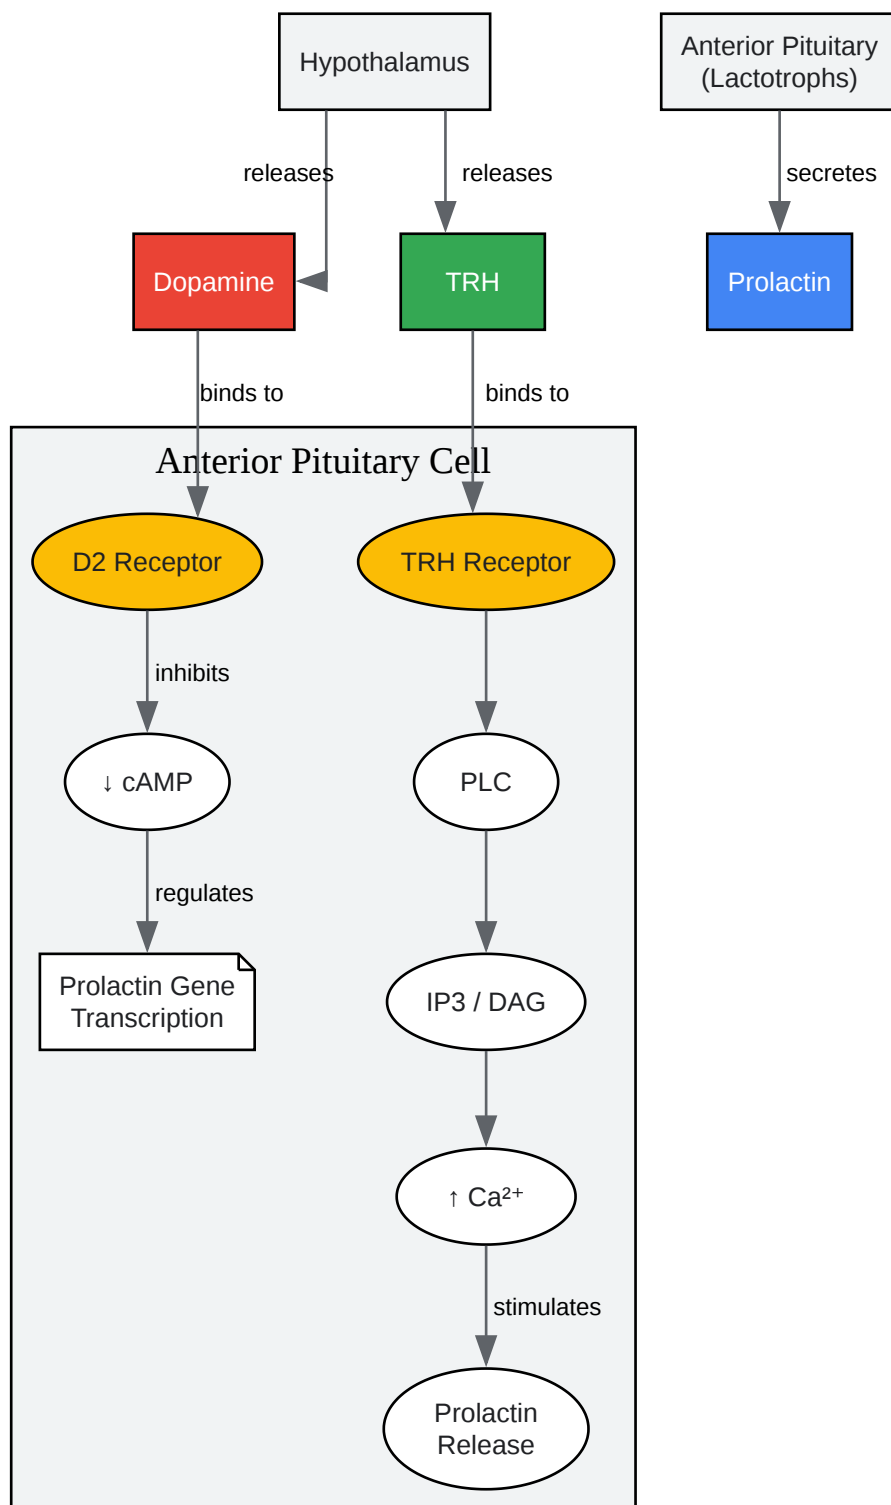 Hypothalamus
Anterior Pituitary
(Lactotrophs)
releases
releases
secretes
Dopamine
TRH
Prolactin
binds to
binds to
Anterior Pituitary Cell
D2 Receptor
TRH Receptor
inhibits
↓ cAMP
PLC
regulates
Prolactin Gene
Transcription
IP3 / DAG
↑ Ca²⁺
stimulates
Prolactin
Release